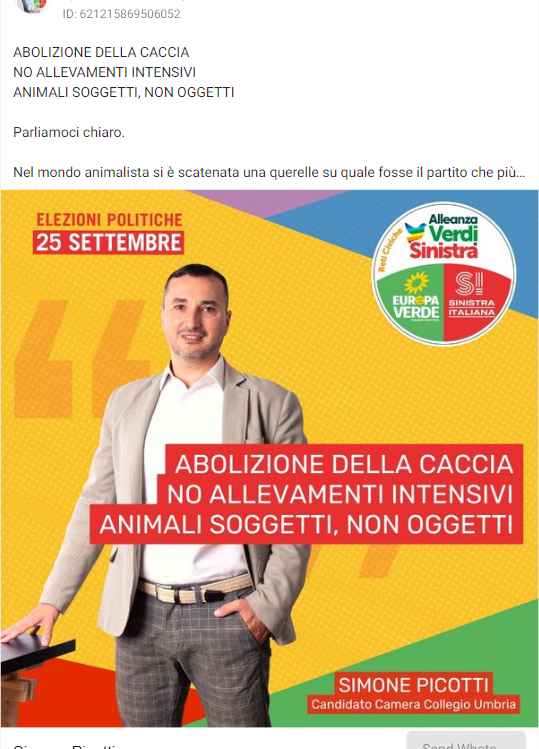 ID: 621215869506052
ABOLIZIONE DELLA CACCIA
NO ALLEVAMENTI INTENSIVI
ANIMALI SOGGETTI, NON OGGETTI
Parliamoci chiaro.
Nel mondo animalista si è scatenata una querelle su quale fosse il partito che più...
ELEZIONI POLITICHE
25 SETTEMBRE
Reti Civiche
Alleanza
Verdi
Sinistra
EUROPA
VERDE
SI
SINISTRA
ITALIANA
ABOLIZIONE DELLA CACCIA
NO ALLEVAMENTI INTENSIVI
ANIMALI SOGGETTI, NON OGGETTI
SIMONE PICOTTI
Candidato Camera Collegio Umbria